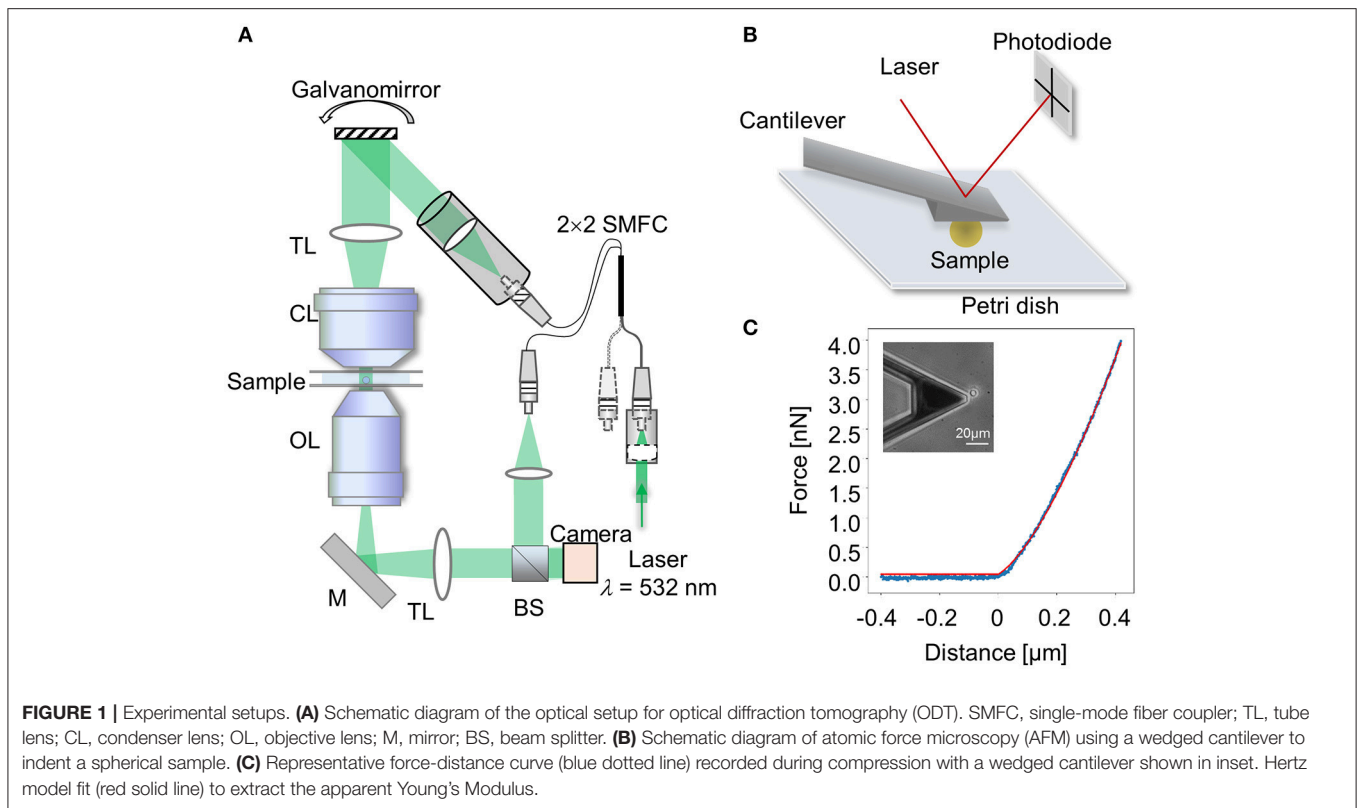 A
Galvanomirror
TL
2×2 SMFC
CL
Sample
OL
M
TL
BS
Camera
Laser
λ = 532 nm
B
Photodiode
Laser
Cantilever
Sample
Petri dish
C
Force [nN]
4.0
3.5
3.0
2.5
2.0
1.5
1.0
0.5
0.0
20μm
-0.4 -0.2 0 0.2 0.4
Distance [μm]
FIGURE 1 | Experimental setups. (A) Schematic diagram of the optical setup for optical diffraction tomography (ODT). SMFC, single-mode fiber coupler; TL, tube
lens; CL, condenser lens; OL, objective lens; M, mirror; BS, beam splitter. (B) Schematic diagram of atomic force microscopy (AFM) using a wedged cantilever to
indent a spherical sample. (C) Representative force-distance curve (blue dotted line) recorded during compression with a wedged cantilever shown in inset. Hertz
model fit (red solid line) to extract the apparent Young's Modulus.